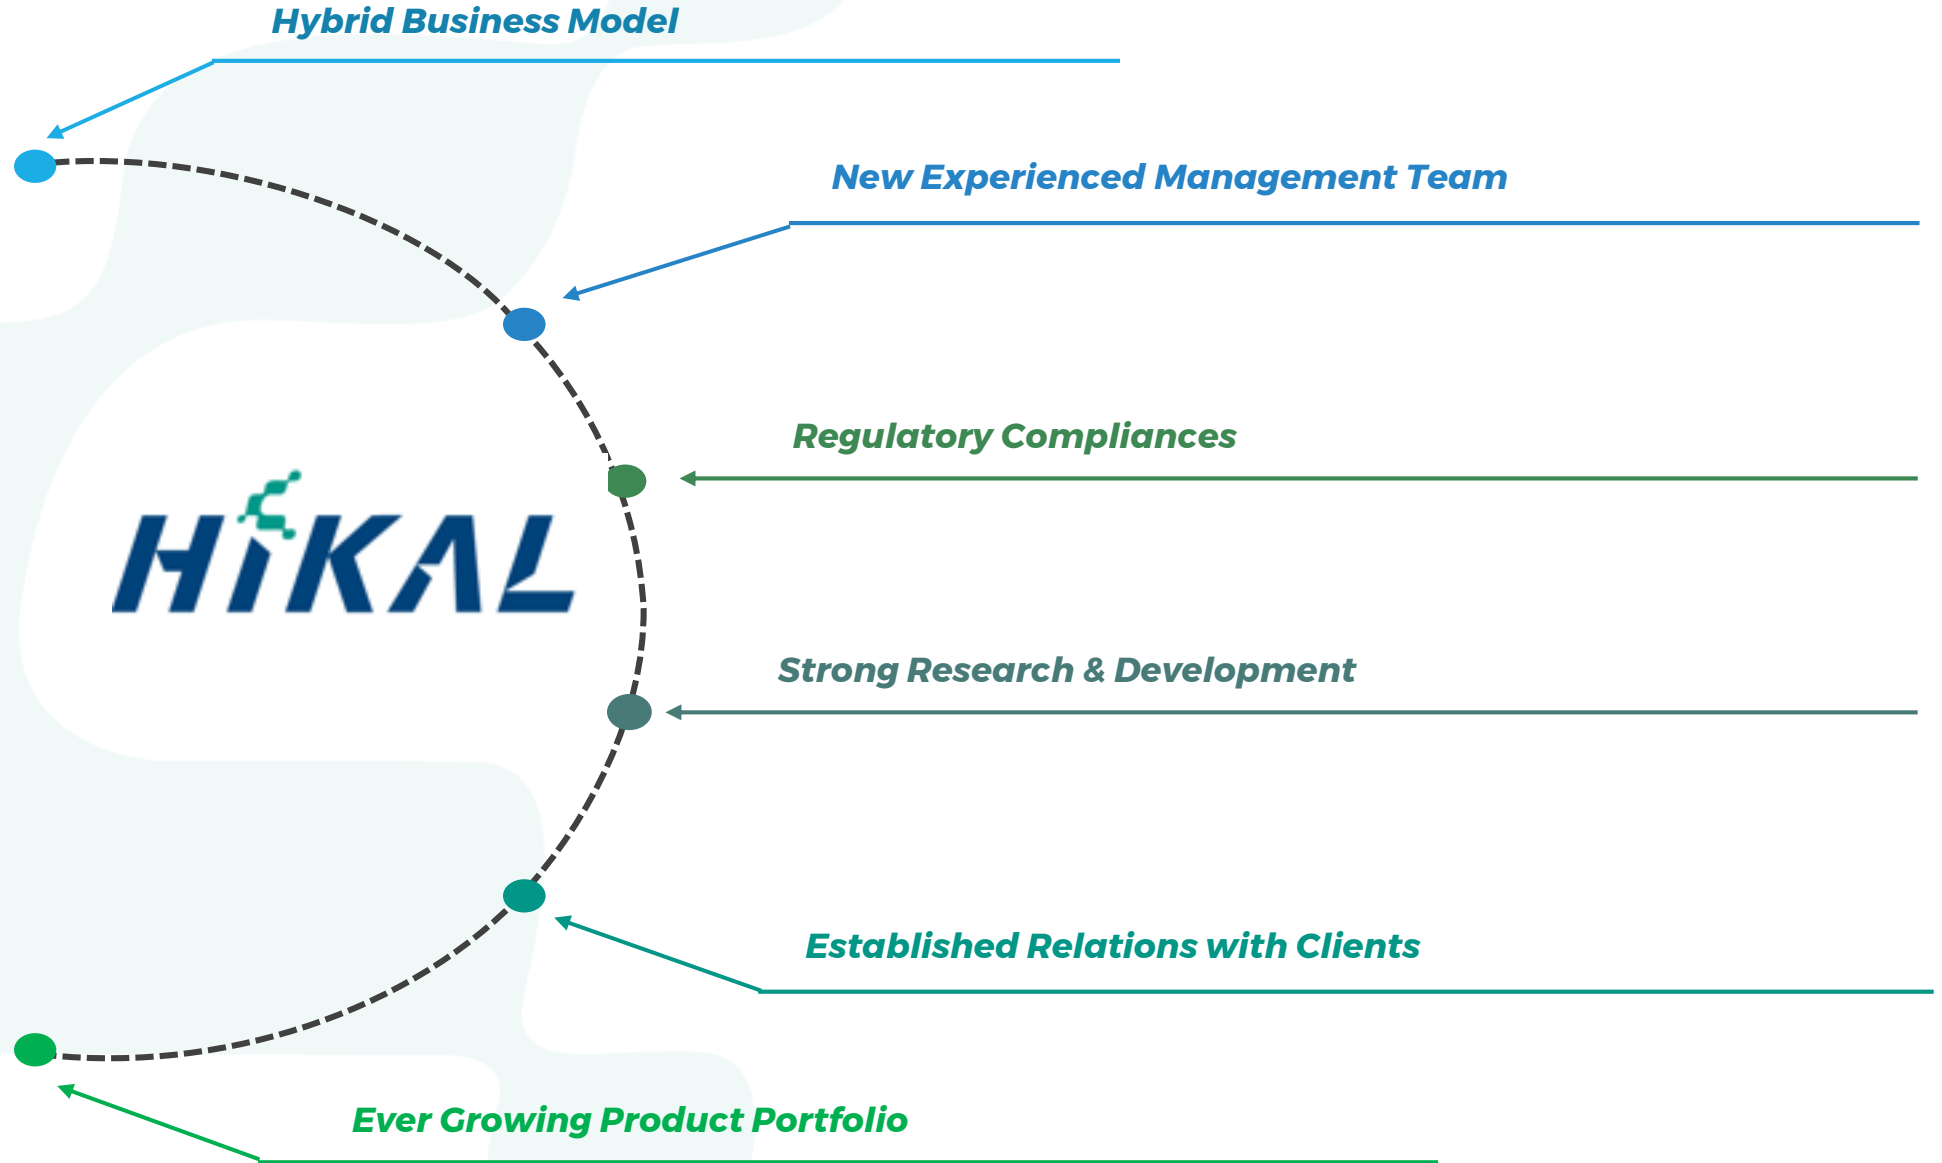 Hybrid Business Model
New Experienced Management Team
Regulatory Compliances
HiKAL
Strong Research & Development
Established Relations with Clients
Ever Growing Product Portfolio